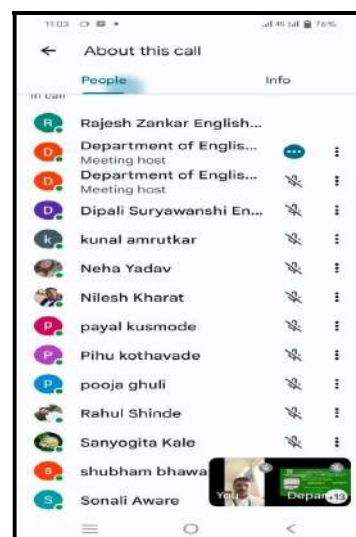 11:03
76%
About this call
People Info
In call
R Rajesh Zankar English...
D Department of Englis...
Meeting host
D Department of Englis...
Meeting host
D Dipali Suryawanshi En...
k kunal amrutkar
Neha Yadav
Nilesh Kharat
P payal kusmode
P Pihu kothavade
P pooja ghuli
Rahul Shinde
Sanyogita Kale
s shubham bhawa
S Sonali Aware
You Depar +13